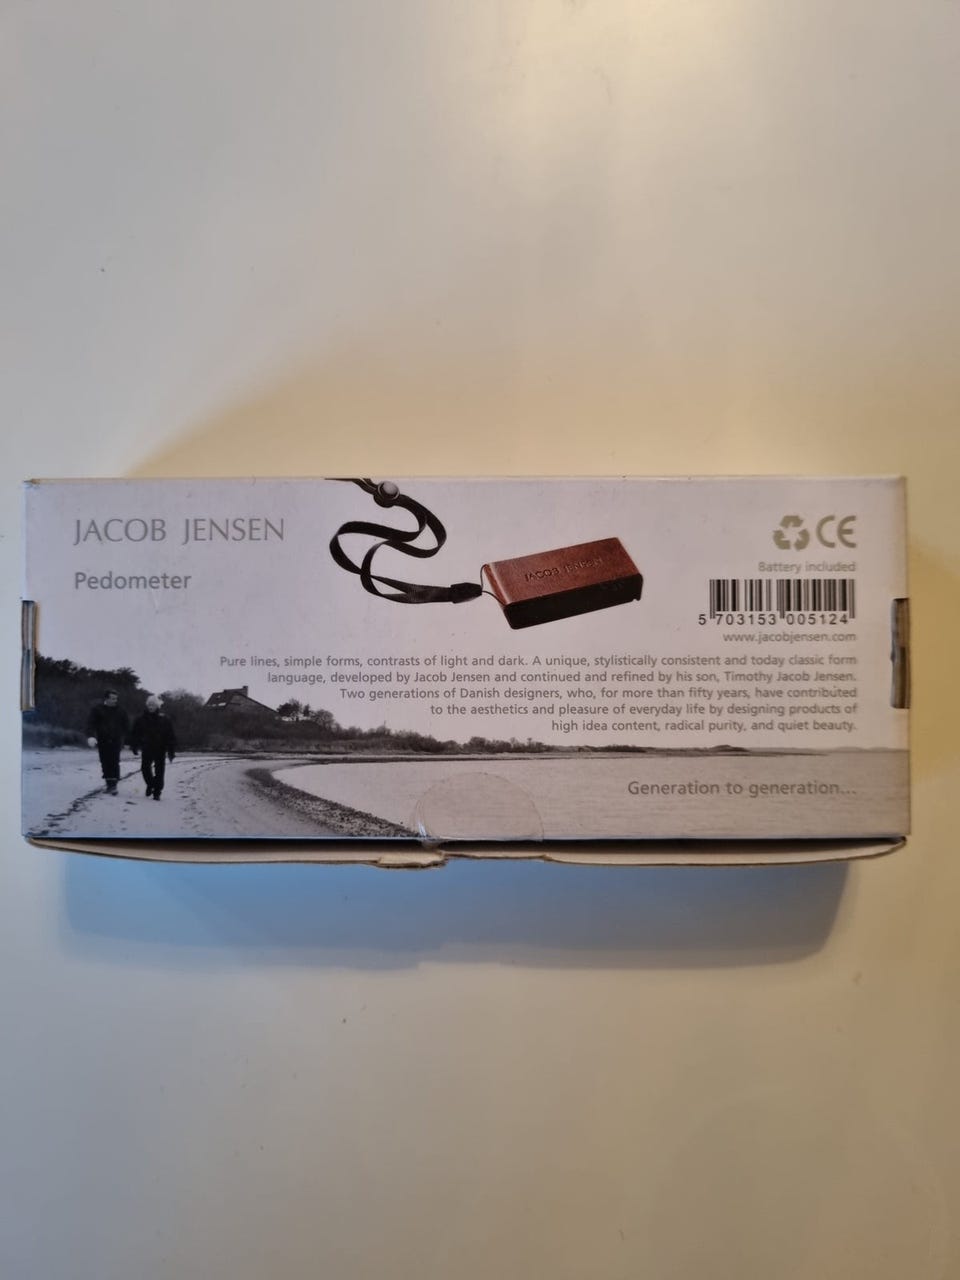 JACOB JENSEN
Pedometer
JACOB JENSEN
CE
Battery included
5 703153 005124
www.jacobjensen.com
Pure lines, simple forms, contrasts of light and dark. A unique, stylistically consistent and today classic form
language, developed by Jacob Jensen and continued and refined by his son, Timothy Jacob Jensen.
Two generations of Danish designers, who, for more than fifty years, have contributed
to the aesthetics and pleasure of everyday life by designing products of
high idea content, radical purity, and quiet beauty.
Generation to generation...